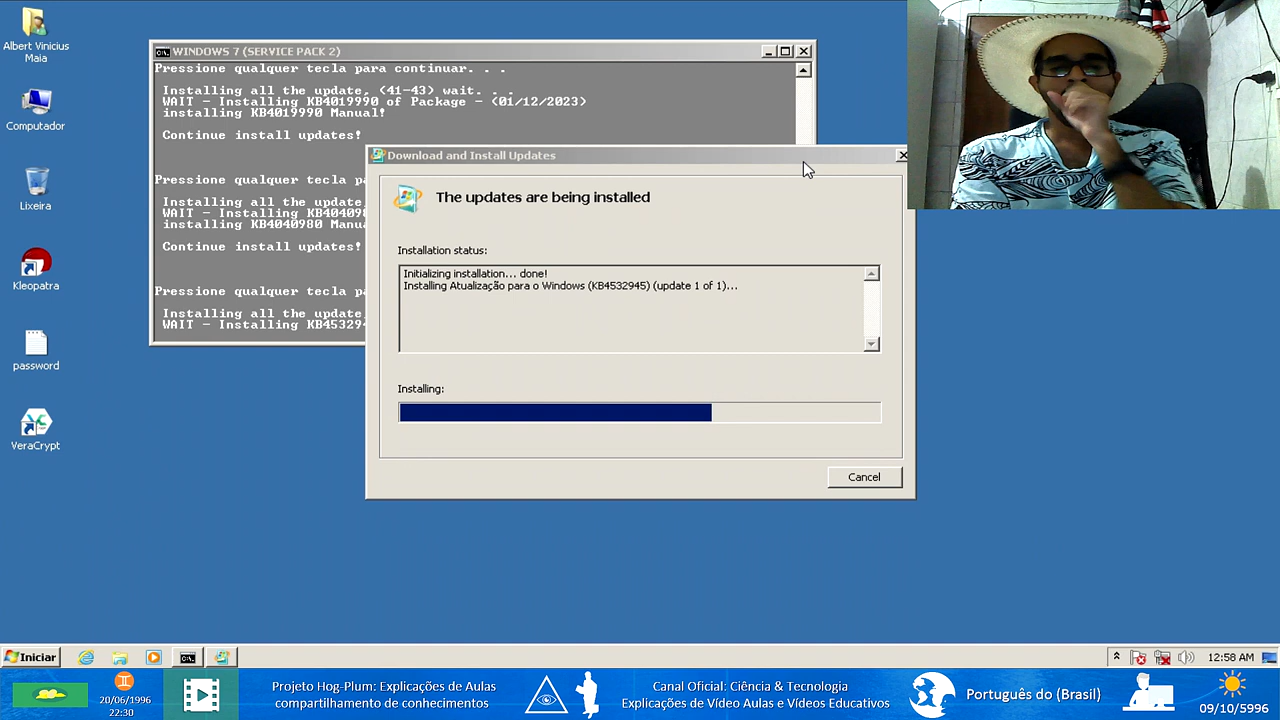 Albert Vinicius
Maia
Computador
Lixeira
Kleopatra
password
VeraCrypt
WINDOWS 7 (SERVICE PACK 2)
Pressione qualquer tecla para continuar. . .
Installing all the update, (41-43) wait. . .
WAIT - Installing KB4019990 of Package - (01/12/2023)
installing KB4019990 Manual!
Continue install updates!
Pressione qualquer tecla pa
Installing all the update
WAIT - Installing KB404098
installing KB4040980 Manua
Continue install updates!
Pressione qualquer tecla pa
Installing all the update
WAIT - Installing KB453294
Download and Install Updates
The updates are being installed
Installation status:
Initializing installation... done!
Installing Atualização para o Windows (KB4532945) (update 1 of 1)...
Installing:
Cancel
Iniciar
12:58 AM
20/06/1996
22:30
Projeto Hog-Plum: Explicações de Aulas
compartilhamento de conhecimentos
Canal Oficial: Ciência & Tecnologia
Explicações de Vídeo Aulas e Vídeos Educativos
Português do (Brasil)
09/10/5996